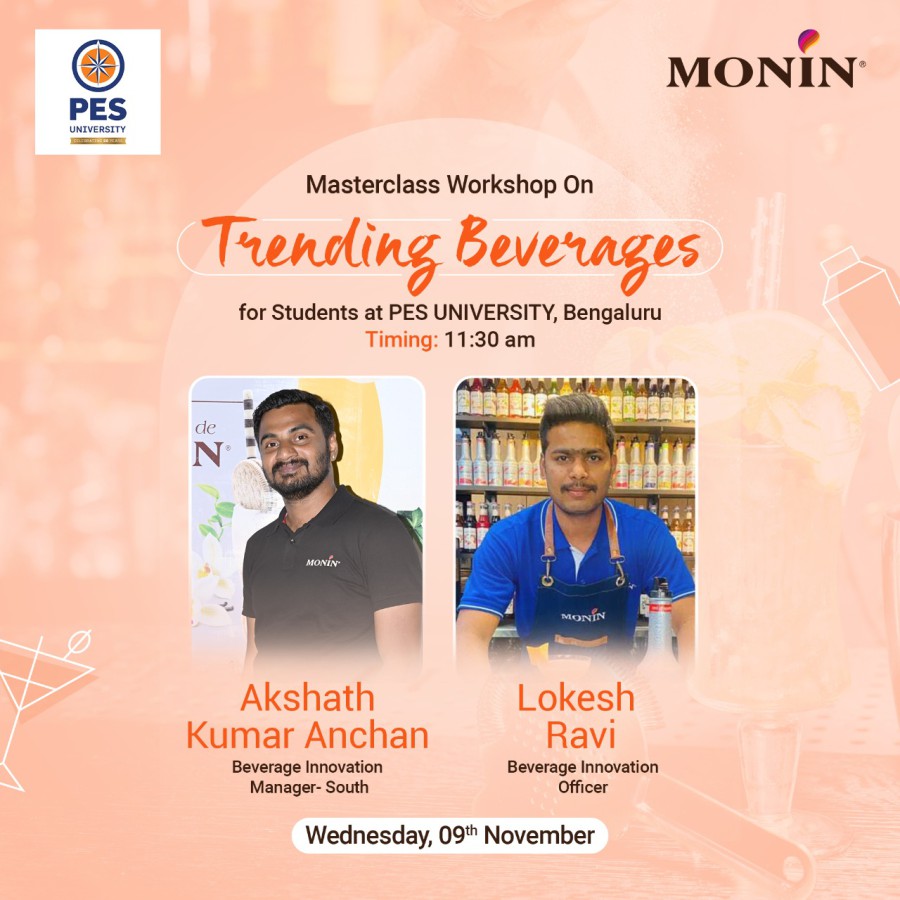 PES
UNIVERSITY
MONIN®
Masterclass Workshop On
Trending Beverages
for Students at PES UNIVERSITY, Bengaluru
Timing: 11:30 am
de
N®
MONIN
MONIN
Akshath
Kumar Anchan
Beverage Innovation
Manager- South
Lokesh
Ravi
Beverage Innovation
Officer
Wednesday, 09th November